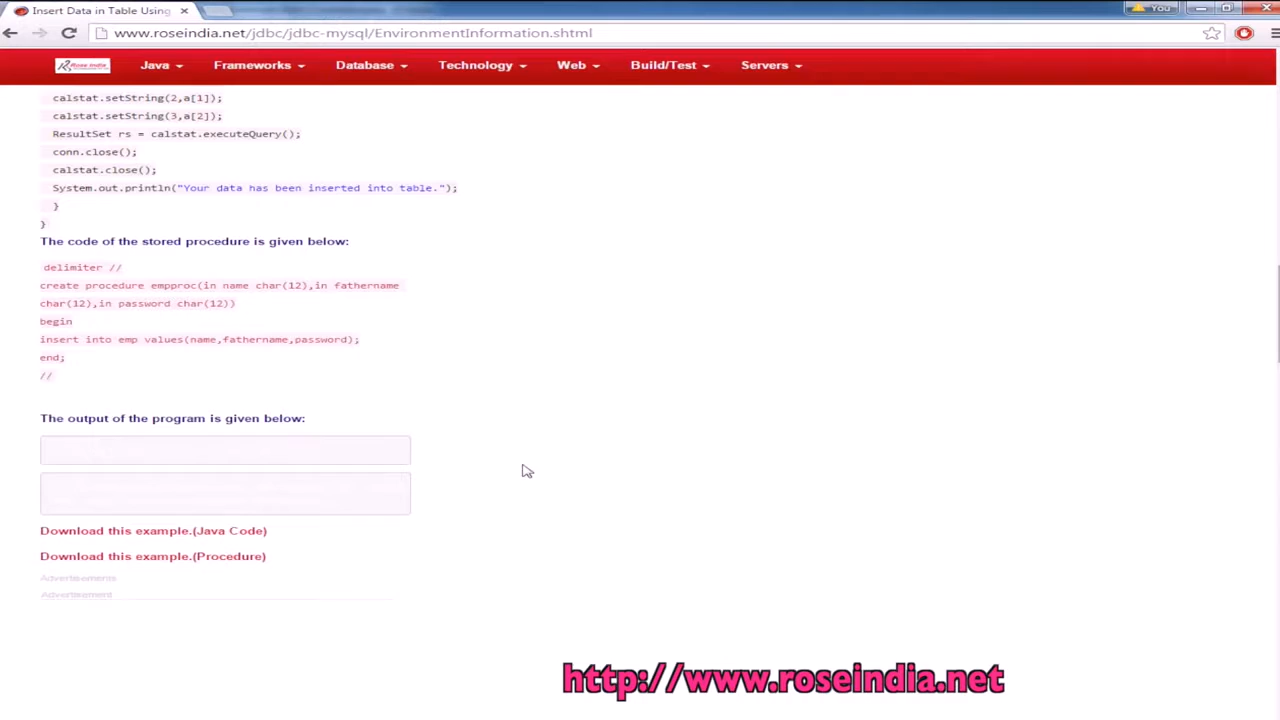 Insert Data in Table Using
You
www.roseindia.net/jdbc/jdbc-mysql/EnvironmentInformation.shtml
Rose India Java Frameworks Database Technology Web Build/Test Servers
calstat.setString(2,a[1]);
calstat.setString(3,a[2]);
ResultSet rs = calstat.executeQuery();
conn.close();
calstat.close();
System.out.println("Your data has been inserted into table.");
}
}
The code of the stored procedure is given below:
delimiter //
create procedure empproc(in name char(12),in fathername
char(12),in password char(12))
begin
insert into emp values(name,fathername,password);
end;
//
The output of the program is given below:
Download this example.(Java Code)
Download this example.(Procedure)
Advertisements
Advertisement
http://www.roseindia.net